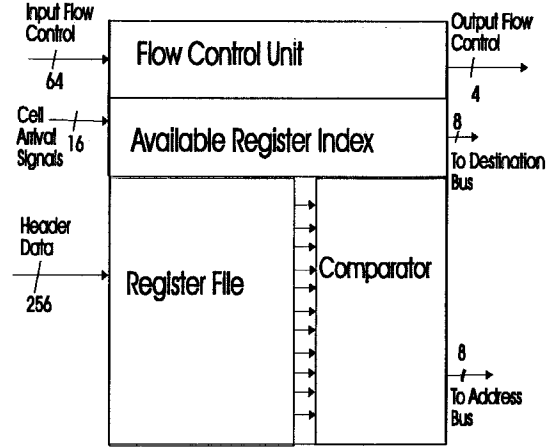 Input Flow
Control
64
Flow Control Unit
Output Flow
Control
4
Cell
Arrival
Signals
16
Available Register Index
8
To Destination
Bus
Header
Data
256
Register File
Comparator
8
To Address
Bus